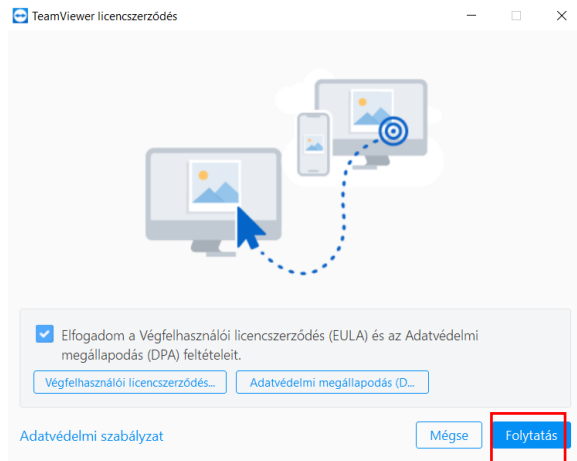 TeamViewer licencszerződés
Elfogadom a Végfelhasználói licencszerződés (EULA) és az Adatvédelmi
megállapodás (DPA) feltételeit.
Végfelhasználói licencszerződés... Adatvédelmi megállapodás (D...
Adatvédelmi szabályzat Mégse Folytatás